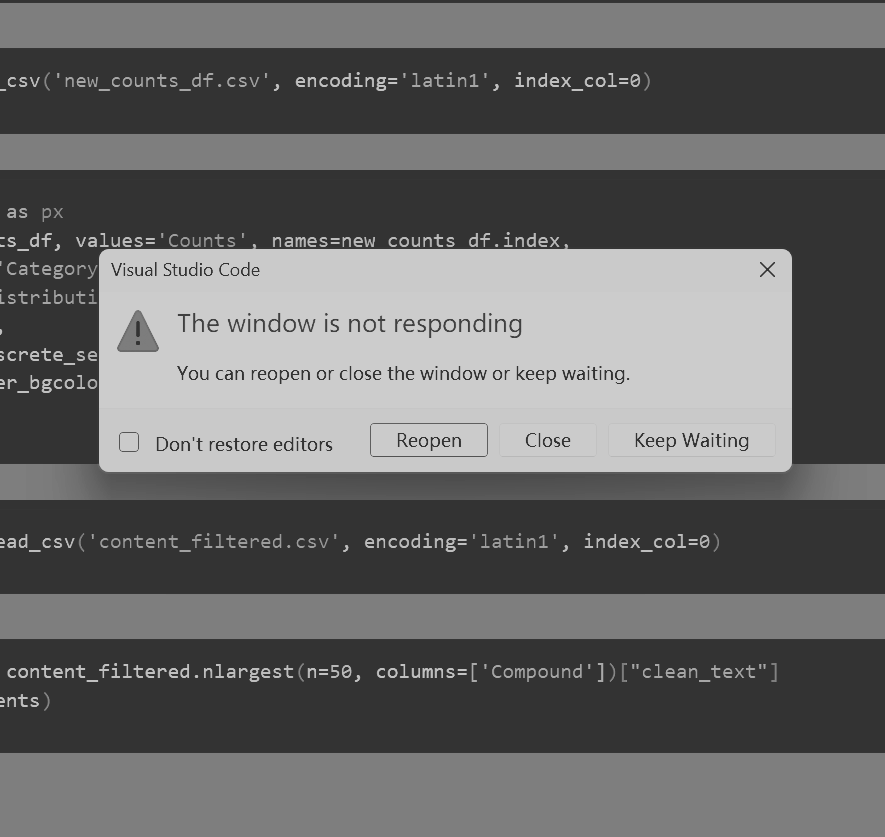 _csv('new_counts_df.csv', encoding='latin1', index_col=0)
as px
ts_df, values='Counts', names=new_counts_df.index,
'Category
istributi
,
screte_se
er_bgcolo
Visual Studio Code
The window is not responding
You can reopen or close the window or keep waiting.
Don't restore editors
Reopen
Close
Keep Waiting
ead_csv('content_filtered.csv', encoding='latin1', index_col=0)
content_filtered.nlargest(n=50, columns=['Compound'])["clean_text"]
ents)